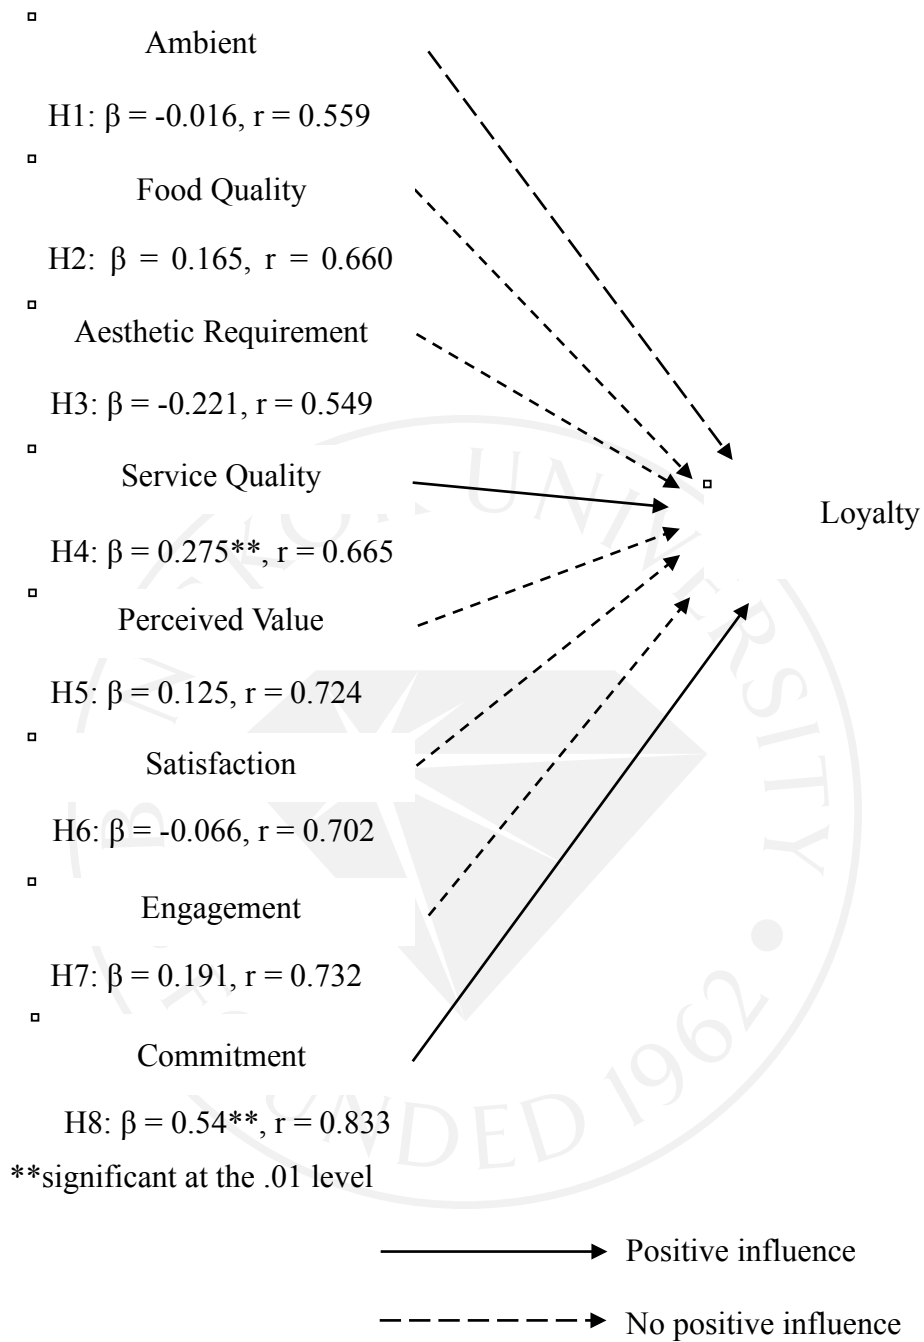 Ambient
H1: β = -0.016, r = 0.559
Food Quality
H2: β = 0.165, r = 0.660
Aesthetic Requirement
H3: β = -0.221, r = 0.549
Service Quality
H4: β = 0.275**, r = 0.665
Loyalty
Perceived Value
H5: β = 0.125, r = 0.724
Satisfaction
H6: β = -0.066, r = 0.702
Engagement
H7: β = 0.191, r = 0.732
Commitment
H8: β = 0.54**, r = 0.833
**significant at the .01 level
Positive influence
No positive influence
UNIVERSITY
1962